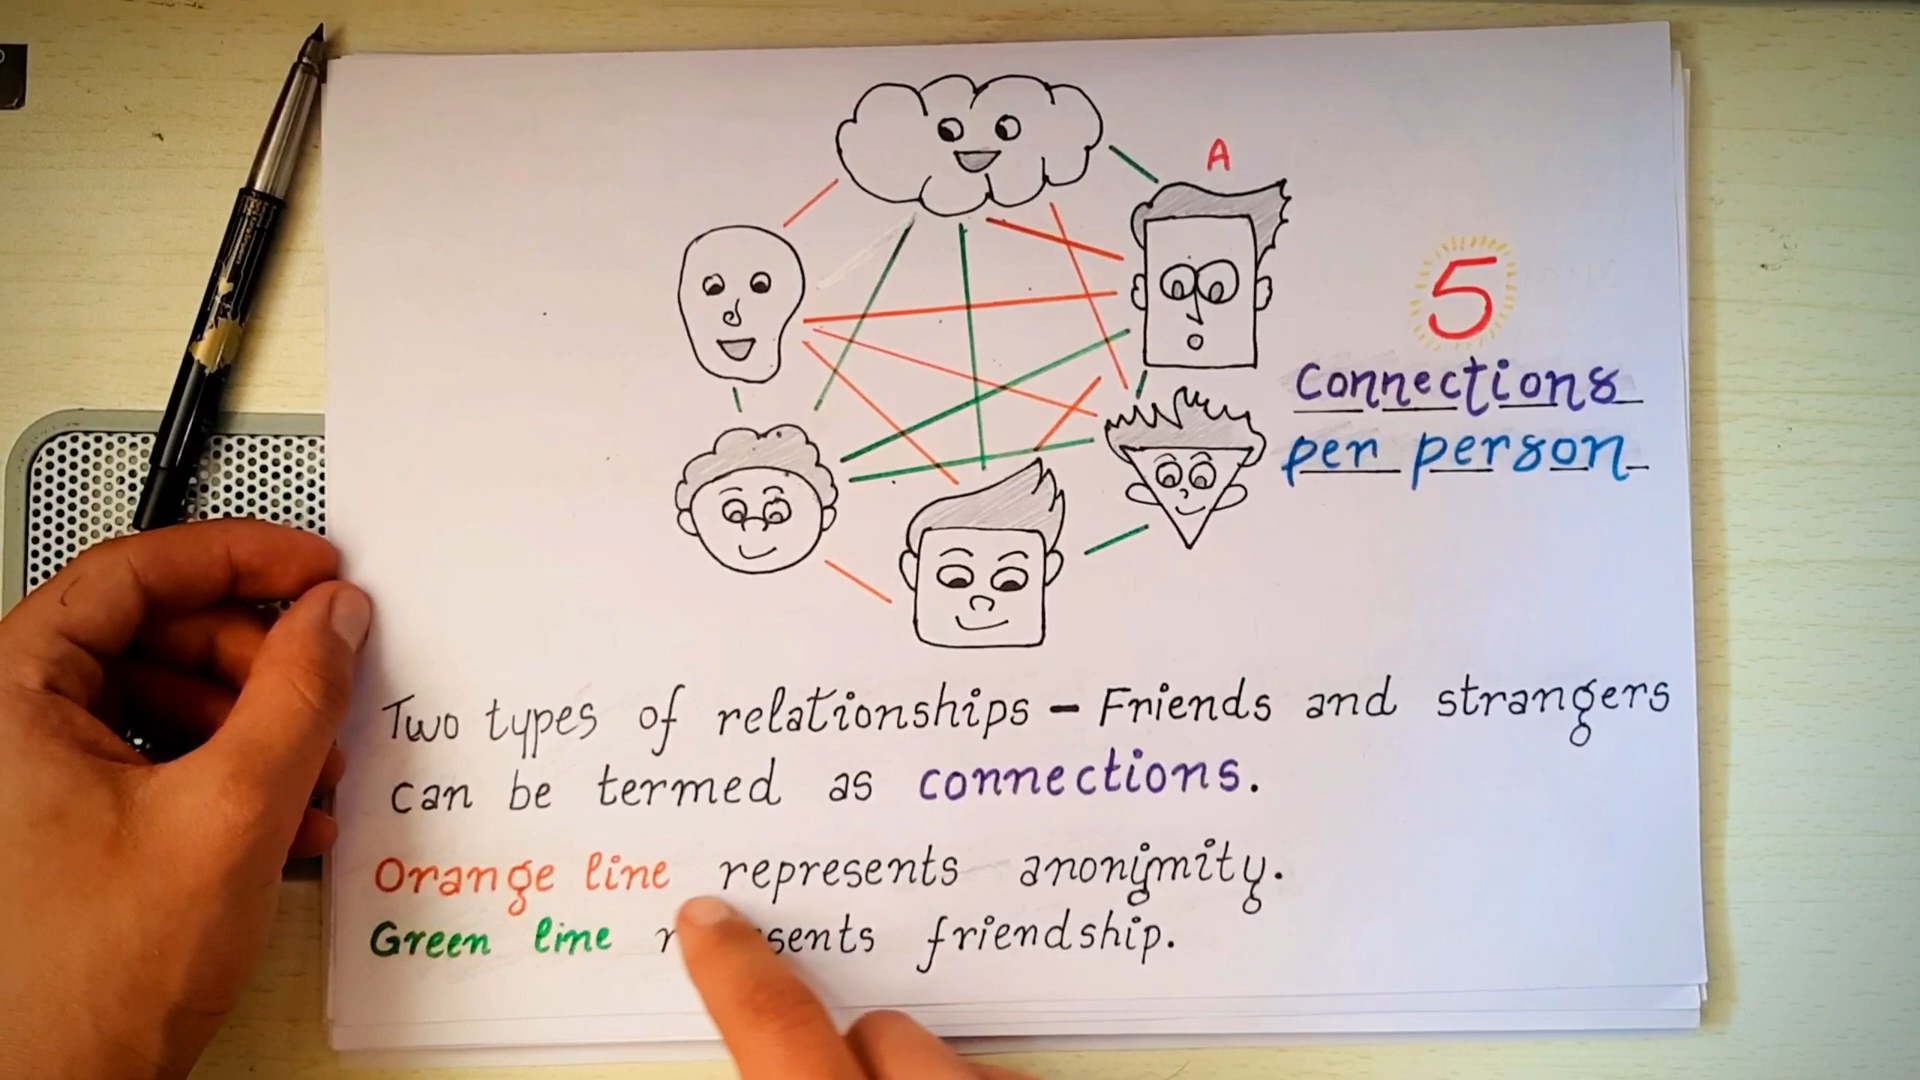 A
5
Connections
per person
Two types of relationships - Friends and strangers
can be termed as connections.
Orange line represents anonymity.
Green line friendship.